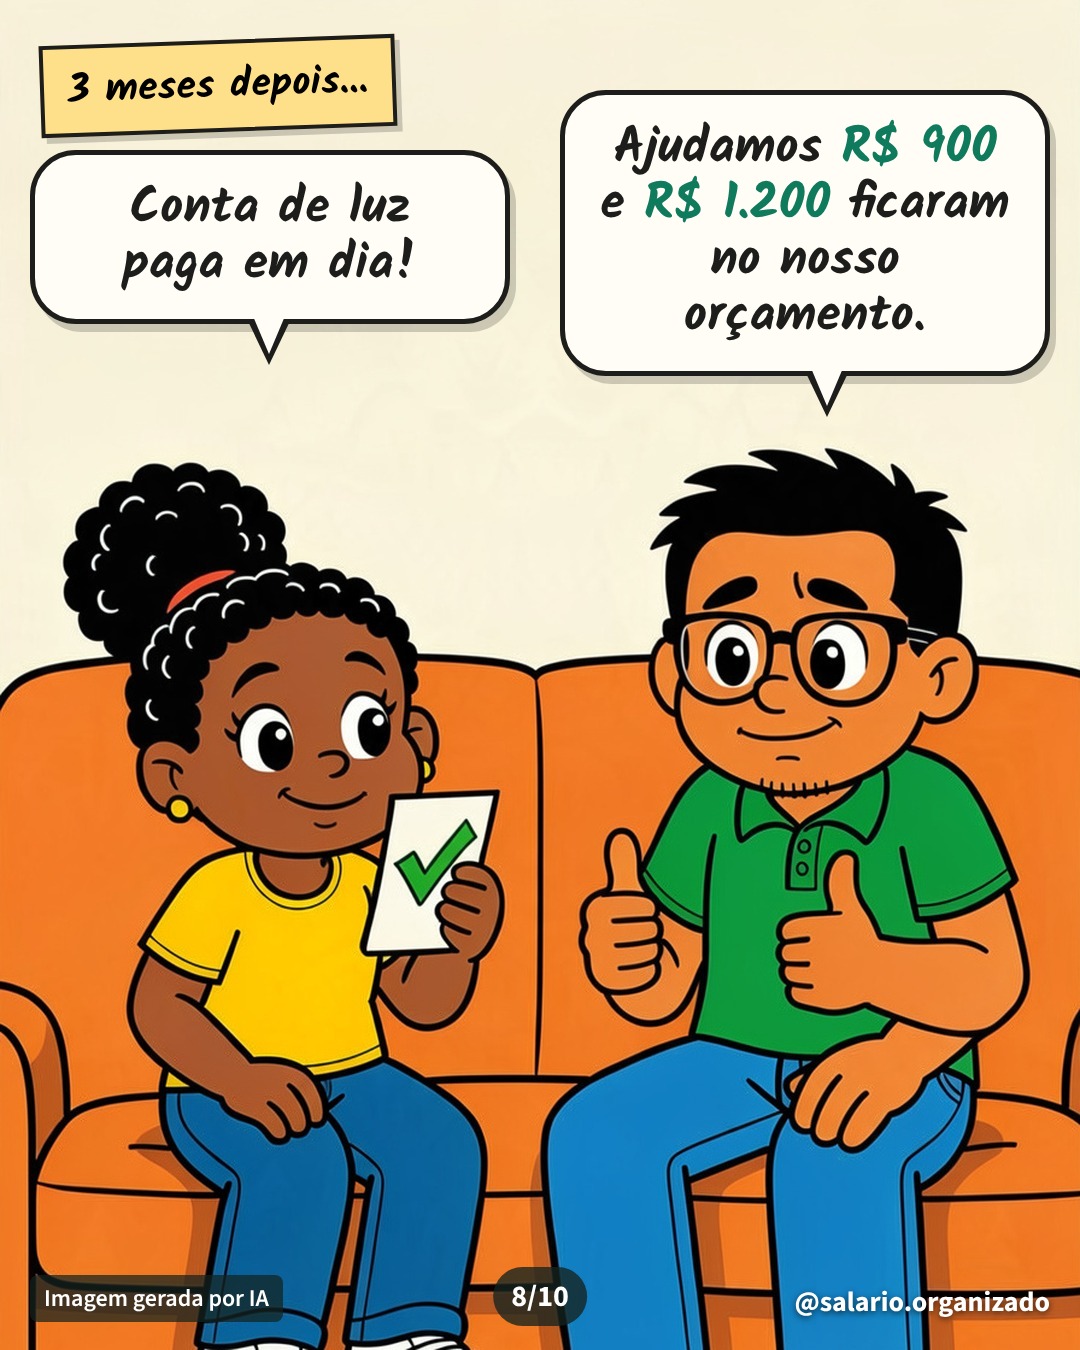 3 meses depois...
Conta de luz
paga em dia!
Ajudamos R$ 900
e R$ 1.200 ficaram
no nosso
orçamento.
Imagem gerada por IA
8/10
@salario.organizado